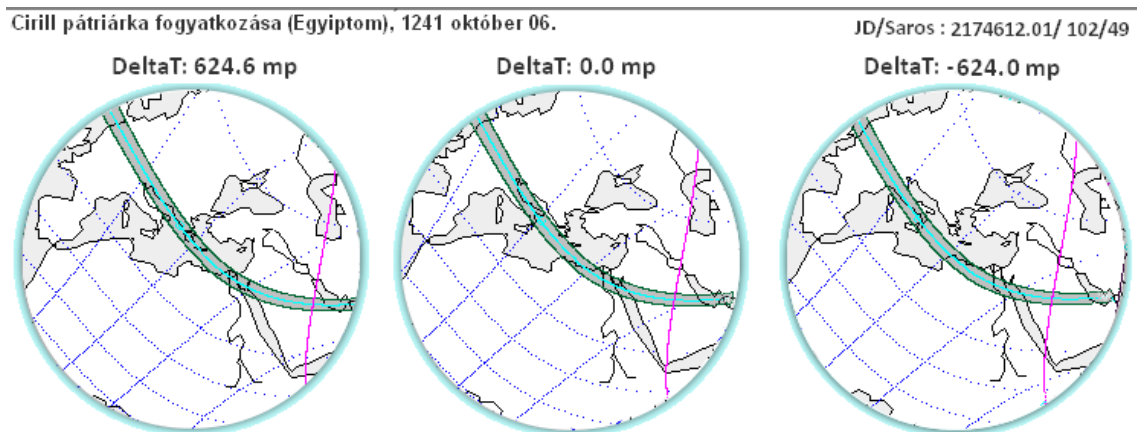 Cirill pátriárka fogyatkozása (Egyiptom), 1241 október 06.
JD/Saros : 2174612.01/ 102/49
DeltaT: 624.6 mp
DeltaT: 0.0 mp
DeltaT: -624.0 mp